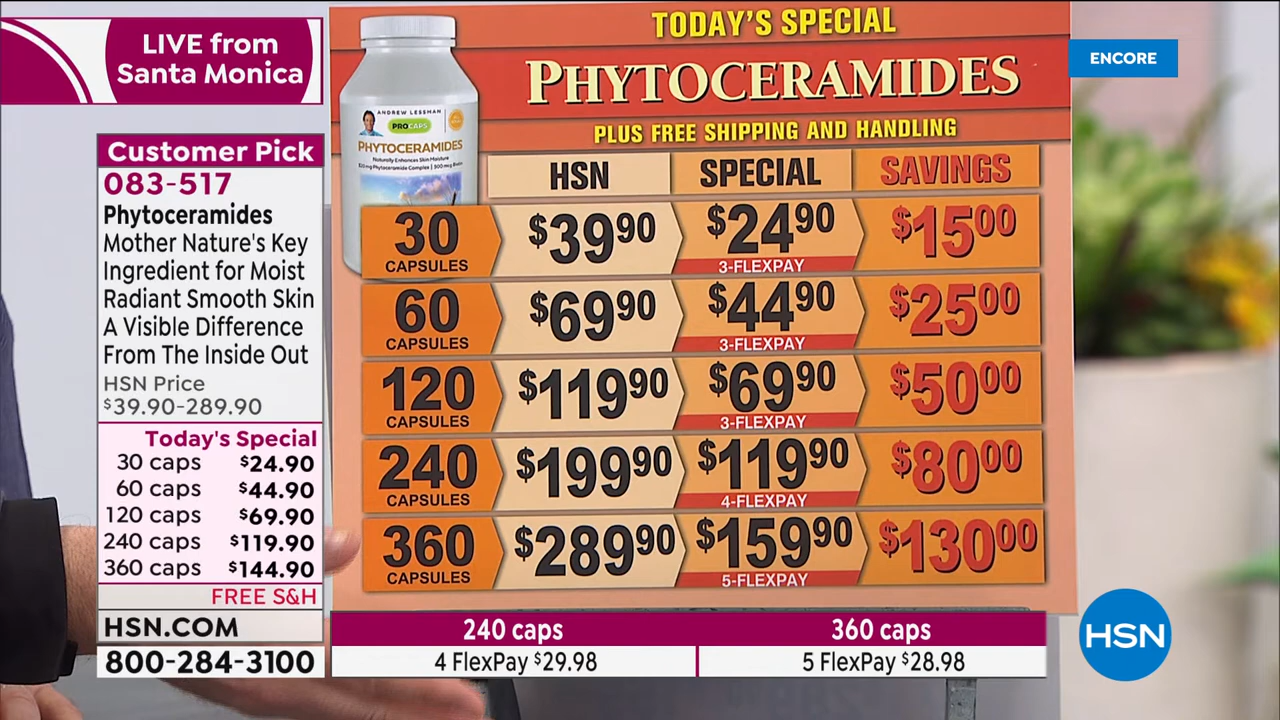 LIVE from
Santa Monica
Customer Pick
083-517
Phytoceramides
Mother Nature's Key
Ingredient for Moist
Radiant Smooth Skin
A Visible Difference
From The Inside Out
HSN Price
$39.90-289.90
Today's Special
30 caps $24.90
60 caps $44.90
120 caps $69.90
240 caps $119.90
360 caps $144.90
FREE S&H
HSN.COM
800-284-3100
TODAY'S SPECIAL
PHYTOCERAMIDES
PLUS FREE SHIPPING AND HANDLING
ANDREW LESSMAN
PROCAPS
PHYTOCERAMIDES
Naturally Enhances Skin Moisture
HSN SPECIAL SAVINGS
30 CAPSULES $39.90 $24.90 3-FLEXPAY $15.00
60 CAPSULES $69.90 $44.90 3-FLEXPAY $25.00
120 CAPSULES $119.90 $69.90 3-FLEXPAY $50.00
240 CAPSULES $199.90 $119.90 4-FLEXPAY $80.00
360 CAPSULES $289.90 $159.90 5-FLEXPAY $130.00
240 caps 360 caps
4 FlexPay $29.98 5 FlexPay $28.98
ENCORE
HSN